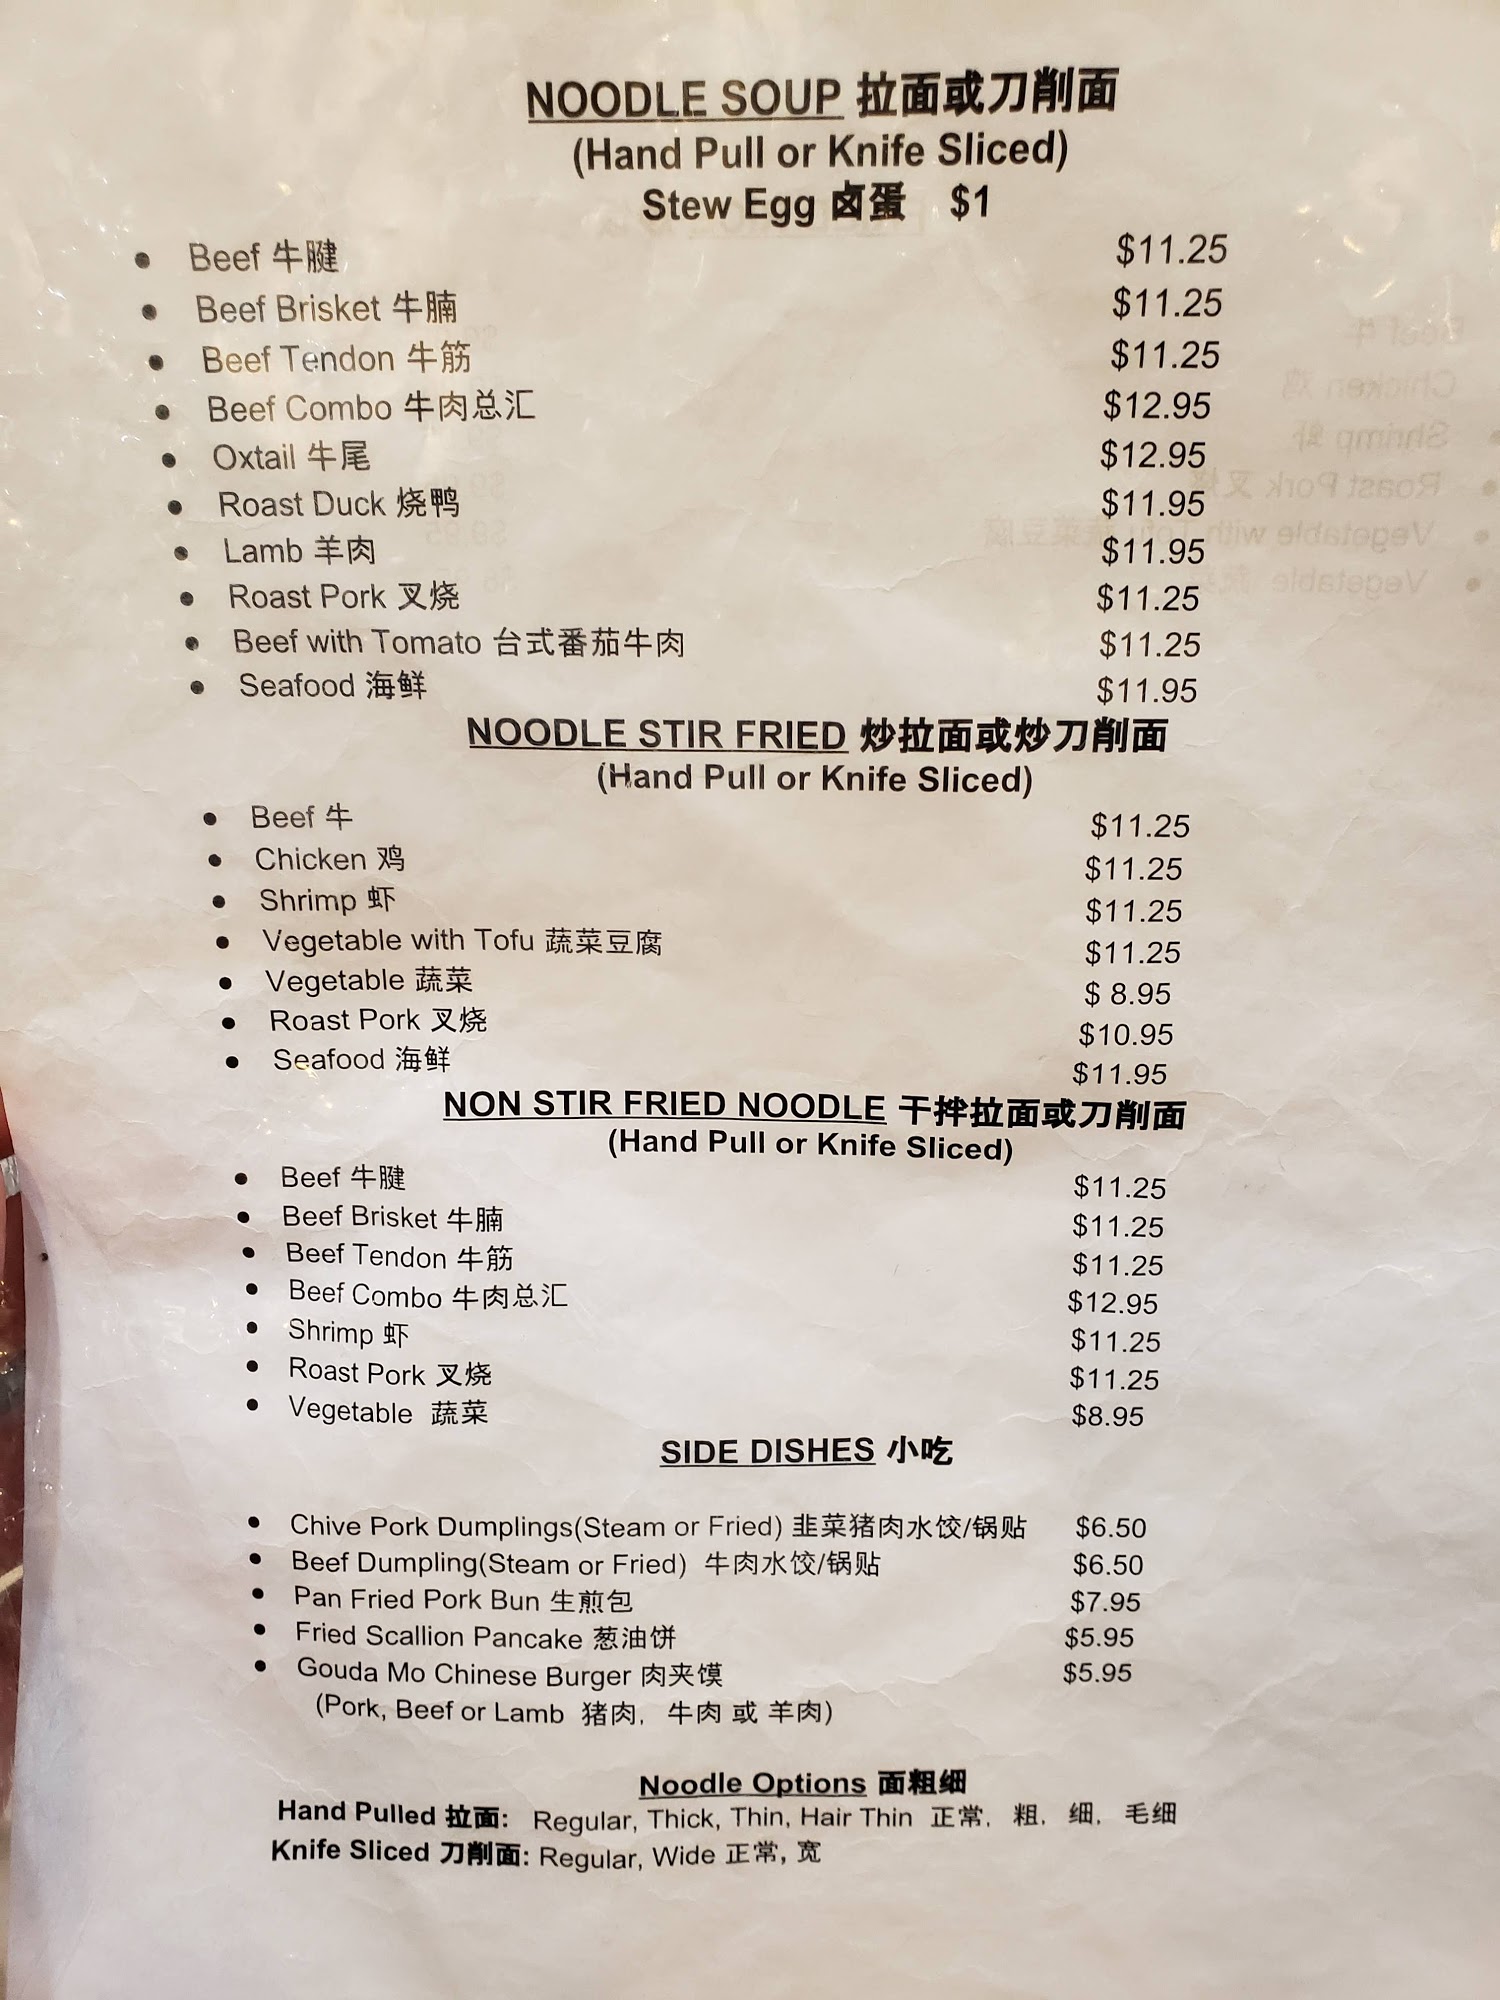 NOODLE SOUP 拉面或刀削面
(Hand Pull or Knife Sliced)
Stew Egg 卤蛋 $1
• Beef 牛腱 $11.25
• Beef Brisket 牛腩 $11.25
• Beef Tendon 牛筋 $11.25
• Beef Combo 牛肉总汇 $12.95
• Oxtail 牛尾 $12.95
• Roast Duck 烧鸭 $11.95
• Lamb 羊肉 $11.95
• Roast Pork 叉烧 $11.25
• Beef with Tomato 台式番茄牛肉 $11.25
• Seafood 海鲜 $11.95
NOODLE STIR FRIED 炒拉面或炒刀削面
(Hand Pull or Knife Sliced)
• Beef 牛 $11.25
• Chicken 鸡 $11.25
• Shrimp 虾 $11.25
• Vegetable with Tofu 蔬菜豆腐 $11.25
• Vegetable 蔬菜 $ 8.95
• Roast Pork 叉烧 $10.95
• Seafood 海鲜 $11.95
NON STIR FRIED NOODLE 干拌拉面或刀削面
(Hand Pull or Knife Sliced)
• Beef 牛腱 $11.25
• Beef Brisket 牛腩 $11.25
• Beef Tendon 牛筋 $11.25
• Beef Combo 牛肉总汇 $12.95
• Shrimp 虾 $11.25
• Roast Pork 叉烧 $11.25
• Vegetable 蔬菜 $8.95
SIDE DISHES 小吃
• Chive Pork Dumplings(Steam or Fried) 韭菜猪肉水饺/锅贴 $6.50
• Beef Dumpling(Steam or Fried) 牛肉水饺/锅贴 $6.50
• Pan Fried Pork Bun 生煎包 $7.95
• Fried Scallion Pancake 葱油饼 $5.95
• Gouda Mo Chinese Burger 肉夹馍 $5.95
(Pork, Beef or Lamb 猪肉, 牛肉 或 羊肉)
Noodle Options 面粗细
Hand Pulled 拉面: Regular, Thick, Thin, Hair Thin 正常, 粗, 细, 毛细
Knife Sliced 刀削面: Regular, Wide 正常, 宽